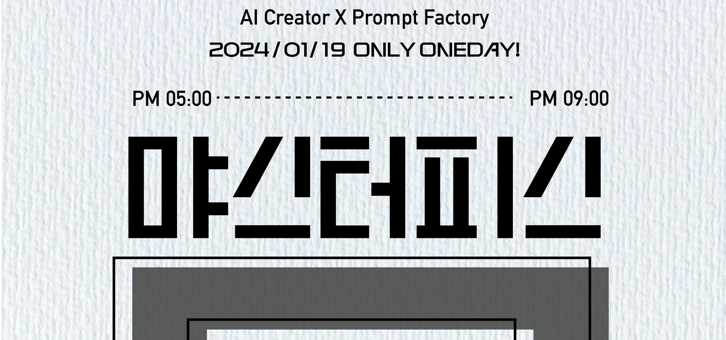 AI Creator X Prompt Factory
2024/01/19 ONLY ONEDAY!
PM 05:00 ---------- PM 09:00
먀스터피스